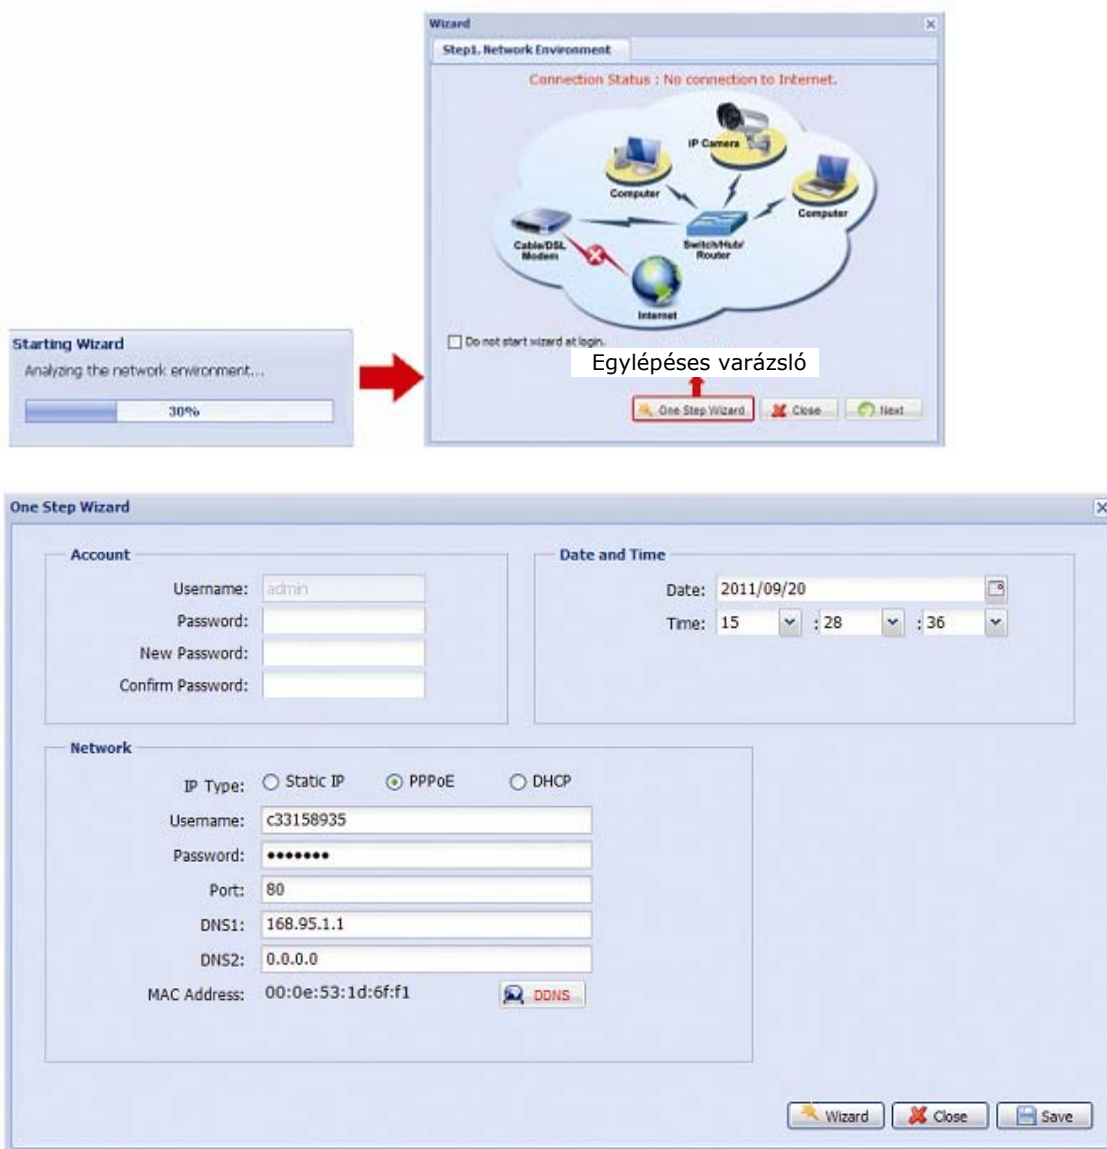 Wizard
Step1. Network Environment
Connection Status : No connection to Internet.
IP Camera
Computer
Computer
Cable/DSL
Modem
Switch/Hub/
Router
Internet
Do not start wizard at login.
Egylépéses varázsló
One Step Wizard Close Next
Starting Wizard
Analyzing the network environment...
30%
One Step Wizard
Account
Username: admin
Password:
New Password:
Confirm Password:
Date and Time
Date: 2011/09/20
Time: 15 : 28 : 36
Network
IP Type: Static IP PPPoE DHCP
Username: c33158935
Password: •••••••
Port: 80
DNS1: 168.95.1.1
DNS2: 0.0.0.0
MAC Address: 00:0e:53:1d:6f:f1 DDNS
Wizard Close Save